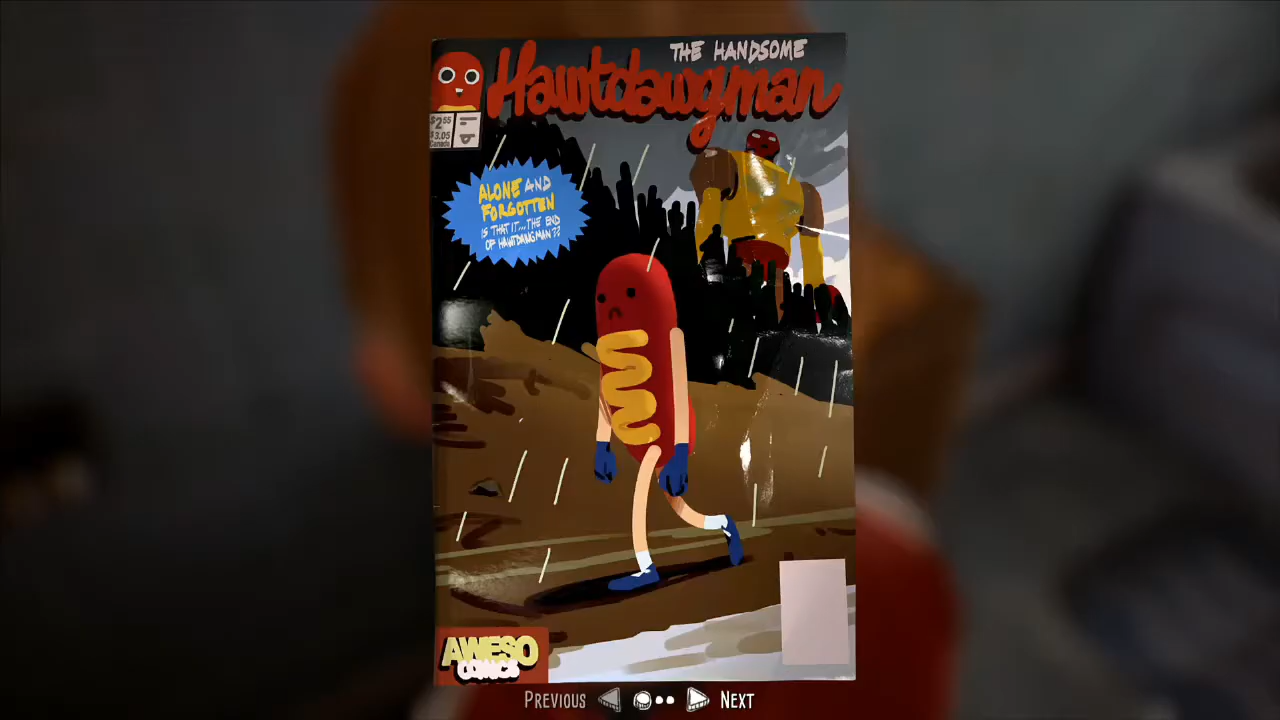 THE HANDSOME
Hawtdawgman
$2.55
$3.05
Canada
ALONE AND
FORGOTTEN
IS THAT IT...THE END
OF HAWTDAWGMAN??
AWESO
COMICS
PREVIOUS
NEXT